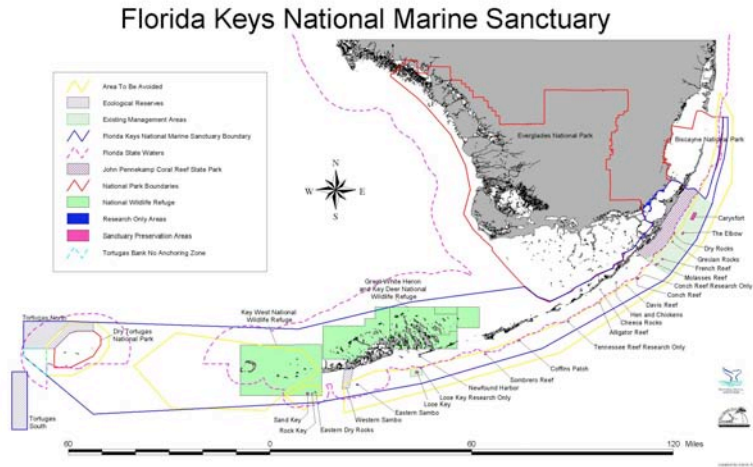 Florida Keys National Marine Sanctuary
Area To Be Avoided
Ecological Reserves
Existing Management Areas
Florida Keys National Marine Sanctuary Boundary
Florida State Waters
John Pennekamp Coral Reef State Park
National Park Boundaries
National Wildlife Refuge
Research Only Areas
Sanctuary Preservation Areas
Tortugas Bank No Anchoring Zone
N
W E
S
Everglades National Park
Biscayne National Park
Carysfort
The Elbow
Dry Rocks
Grecian Rocks
French Reef
Molasses Reef
Conch Reef Research Only
Conch Reef
Davis Reef
Hen and Chickens
Cheeca Rocks
Alligator Reef
Tennessee Reef Research Only
Coffins Patch
Sombrero Reef
Newfound Harbor
Looe Key Research Only
Looe Key
Eastern Sambo
Western Sambo
Eastern Dry Rocks
Rock Key
Sand Key
Great White Heron
and Key Deer National
Wildlife Refuge
Key West National
Wildlife Refuge
Tortugas North
Dry Tortugas
National Park
Tortugas
South
60 0 60 120 Miles